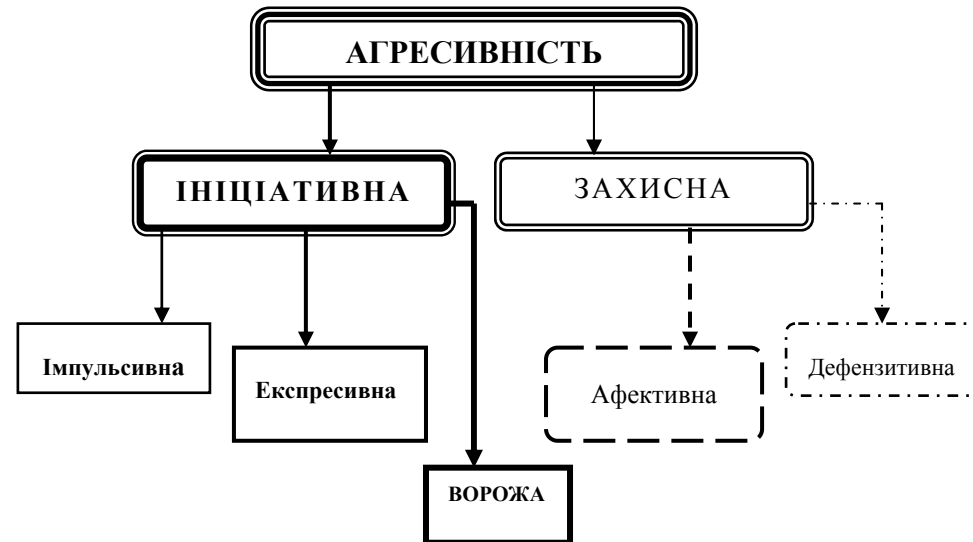 АГРЕСИВНІСТЬ
ІНІЦІАТИВНА
ЗАХИСНА
Імпульсивна
Експресивна
Афективна
Дефензитивна
ВОРОЖА